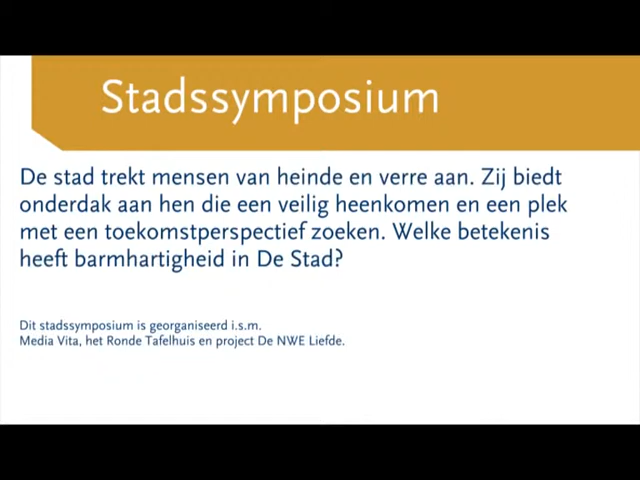 Stadssymposium
De stad trekt mensen van heinde en verre aan. Zij biedt
onderdak aan hen die een veilig heenkomen en een plek
met een toekomstperspectief zoeken. Welke betekenis
heeft barmhartigheid in De Stad?
Dit stadssymposium is georganiseerd i.s.m.
Media Vita, het Ronde Tafelhuis en project De NWE Liefde.